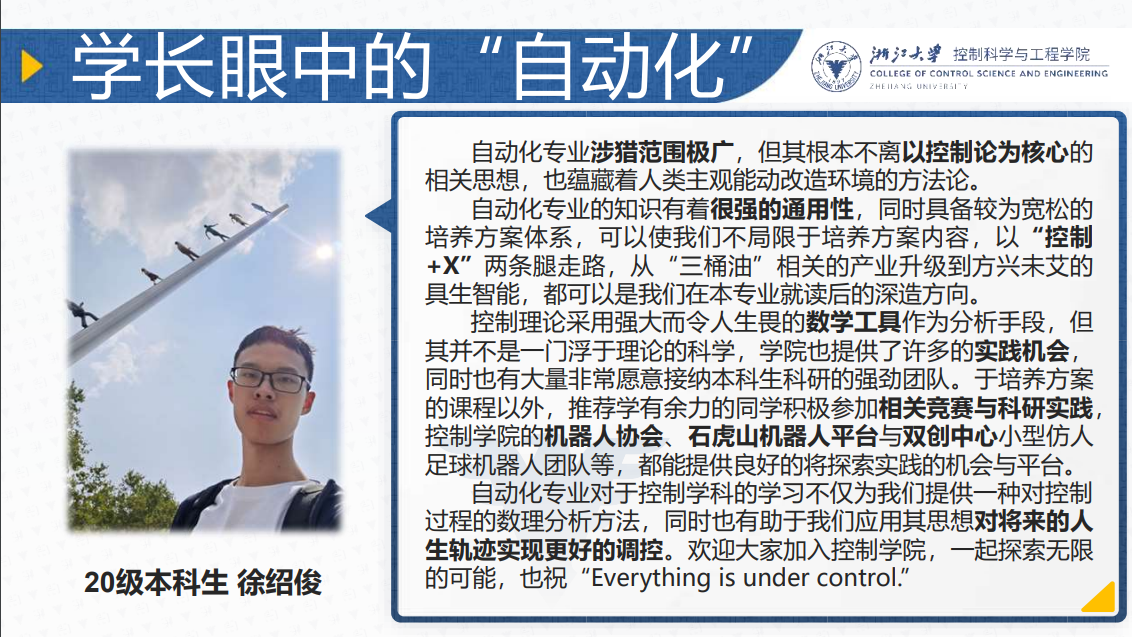 学长眼中的“自动化”
浙江大学 控制科学与工程学院
COLLEGE OF CONTROL SCIENCE AND ENGINEERING
ZHEJIANG UNIVERSITY
自动化专业涉猎范围极广，但其根本不离以控制论为核心的
相关思想，也蕴藏着人类主观能动改造环境的方法论。
自动化专业的知识有着很强的通用性，同时具备较为宽松的
培养方案体系，可以使我们不局限于培养方案内容，以“控制
+X”两条腿走路，从“三桶油”相关的产业升级到方兴未艾的
具生智能，都可以是我们在本专业就读后的深造方向。
控制理论采用强大而令人生畏的数学工具作为分析手段，但
其并不是一门浮于理论的科学，学院也提供了许多的实践机会，
同时也有大量非常愿意接纳本科生科研的强劲团队。于培养方案
的课程以外，推荐学有余力的同学积极参加相关竞赛与科研实践，
控制学院的机器人协会、石虎山机器人平台与双创中心小型仿人
足球机器人团队等，都能提供良好的将探索实践的机会与平台。
自动化专业对于控制学科的学习不仅为我们提供一种对控制
过程的数理分析方法，同时也有助于我们应用其思想对将来的人
生轨迹实现更好的调控。欢迎大家加入控制学院，一起探索无限
的可能，也祝“Everything is under control.”
20级本科生 徐绍俊